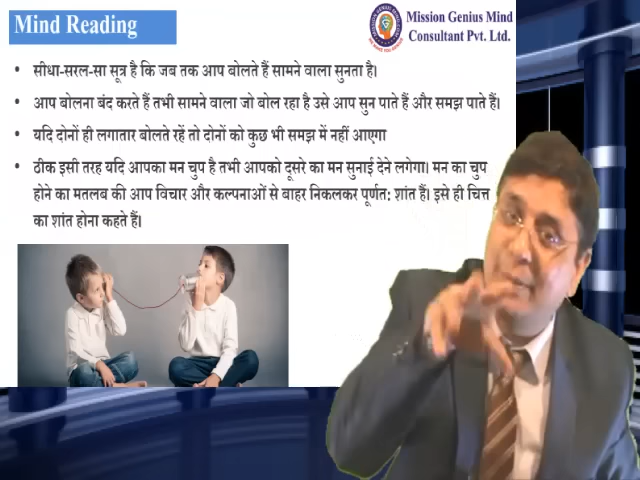 Mind Reading
Mission Genius Mind
Consultant Pvt. Ltd.
• सीधा-सरल-सा सूत्र है कि जब तक आप बोलते हैं सामने वाला सुनता है।
• आप बोलना बंद करते हैं तभी सामने वाला जो बोल रहा है उसे आप सुन पाते हैं और समझ पाते हैं।
• यदि दोनों ही लगातार बोलते रहें तो दोनों को कुछ भी समझ में नहीं आएगा
• ठीक इसी तरह यदि आपका मन चुप है तभी आपको दूसरे का मन सुनाई देने लगेगा। मन का चुप
होने का मतलब की आप विचार और कल्पनाओं से बाहर निकलकर पूर्णत: शांत हैं। इसे ही चित्त
का शांत होना कहते हैं।